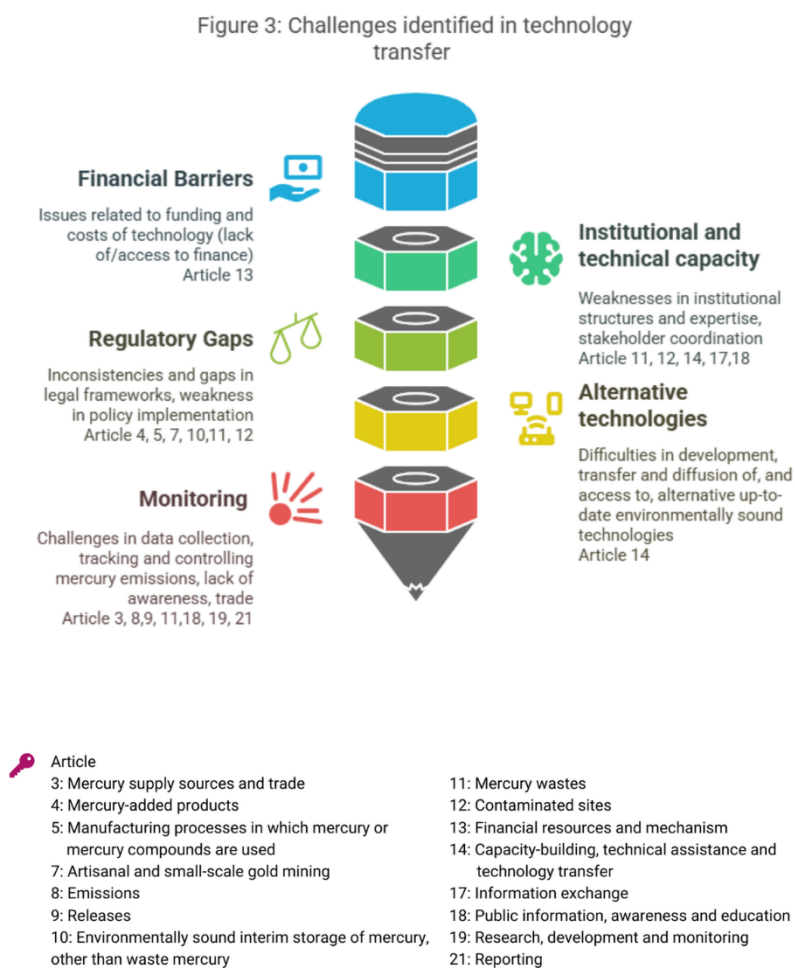 Figure 3: Challenges identified in technology
transfer
Financial Barriers
Issues related to funding and
costs of technology (lack
of/access to finance)
Article 13
Institutional and
technical capacity
Weaknesses in institutional
structures and expertise,
stakeholder coordination
Article 11, 12, 14, 17,18
Regulatory Gaps
Inconsistencies and gaps in
legal frameworks, weakness
in policy implementation
Article 4, 5, 7, 10,11, 12
Alternative
technologies
Difficulties in development,
transfer and diffusion of, and
access to, alternative up-to-
date environmentally sound
technologies
Article 14
Monitoring
Challenges in data collection,
tracking and controlling
mercury emissions, lack of
awareness, trade
Article 3, 8,9, 11,18, 19, 21
Article
3: Mercury supply sources and trade
4: Mercury-added products
5: Manufacturing processes in which mercury or
mercury compounds are used
7: Artisanal and small-scale gold mining
8: Emissions
9: Releases
10: Environmentally sound interim storage of mercury,
other than waste mercury
11: Mercury wastes
12: Contaminated sites
13: Financial resources and mechanism
14: Capacity-building, technical assistance and
technology transfer
17: Information exchange
18: Public information, awareness and education
19: Research, development and monitoring
21: Reporting